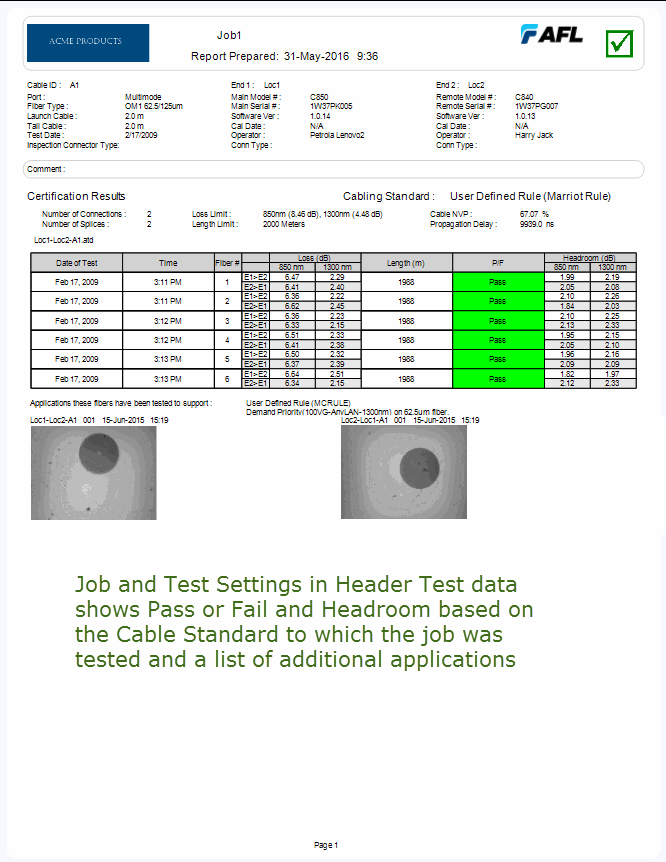 ACME PRODUCTS
Job1
Report Prepared: 31-May-2016 9:36
AFL
Cable ID : A1 End 1 : Loc1 End 2 : Loc2
Port : Multimode Main Model # : C850 Remote Model # : C840
Fiber Type : OM1 62.5/125um Main Serial # : 1W37PK005 Remote Serial # : 1W37PG007
Launch Cable : 2.0 m Software Ver : 1.0.14 Software Ver : 1.0.13
Tail Cable : 2.0 m Cal Date : N/A Cal Date : N/A
Test Date : 2/17/2009 Operator : Petrola Lenovo2 Operator : Harry Jack
Inspection Connector Type: Conn Type : Conn Type :
Comment :
Certification Results Cabling Standard : User Defined Rule (Marriot Rule)
Number of Connections : 2 Loss Limit : 850nm (8.46 dB), 1300nm (4.48 dB) Cable NVP : 67.07 %
Number of Splices : 2 Length Limit : 2000 Meters Propagation Delay : 9939.0 ns
Loc1-Loc2-A1.atd
Date of Test Time Fiber # Loss (dB) Length (m) P/F Headroom (dB)
850 nm 1300 nm 850 nm 1300 nm
Feb 17, 2009 3:11 PM 1 E1>E2 6.47 2.29 1988 Pass 1.99 2.19
E2>E1 6.41 2.40 2.05 2.08
Feb 17, 2009 3:11 PM 2 E1>E2 6.36 2.22 1988 Pass 2.10 2.26
E2>E1 6.62 2.45 1.84 2.03
Feb 17, 2009 3:12 PM 3 E1>E2 6.36 2.23 1988 Pass 2.10 2.25
E2>E1 6.33 2.15 2.13 2.33
Feb 17, 2009 3:12 PM 4 E1>E2 6.51 2.33 1988 Pass 1.95 2.15
E2>E1 6.41 2.38 2.05 2.10
Feb 17, 2009 3:13 PM 5 E1>E2 6.50 2.32 1988 Pass 1.96 2.16
E2>E1 6.37 2.39 2.09 2.09
Feb 17, 2009 3:13 PM 6 E1>E2 6.64 2.51 1988 Pass 1.82 1.97
E2>E1 6.34 2.15 2.12 2.33
Applications these fibers have been tested to support : User Defined Rule (MCRULE)
Demand Priority(100VG-AnyLAN-1300nm) on 62.5um fiber.
Loc1-Loc2-A1 001 15-Jun-2015 15:19 Loc2-Loc1-A1 001 15-Jun-2015 15:19
Job and Test Settings in Header Test data
shows Pass or Fail and Headroom based on
the Cable Standard to which the job was
tested and a list of additional applications
Page 1